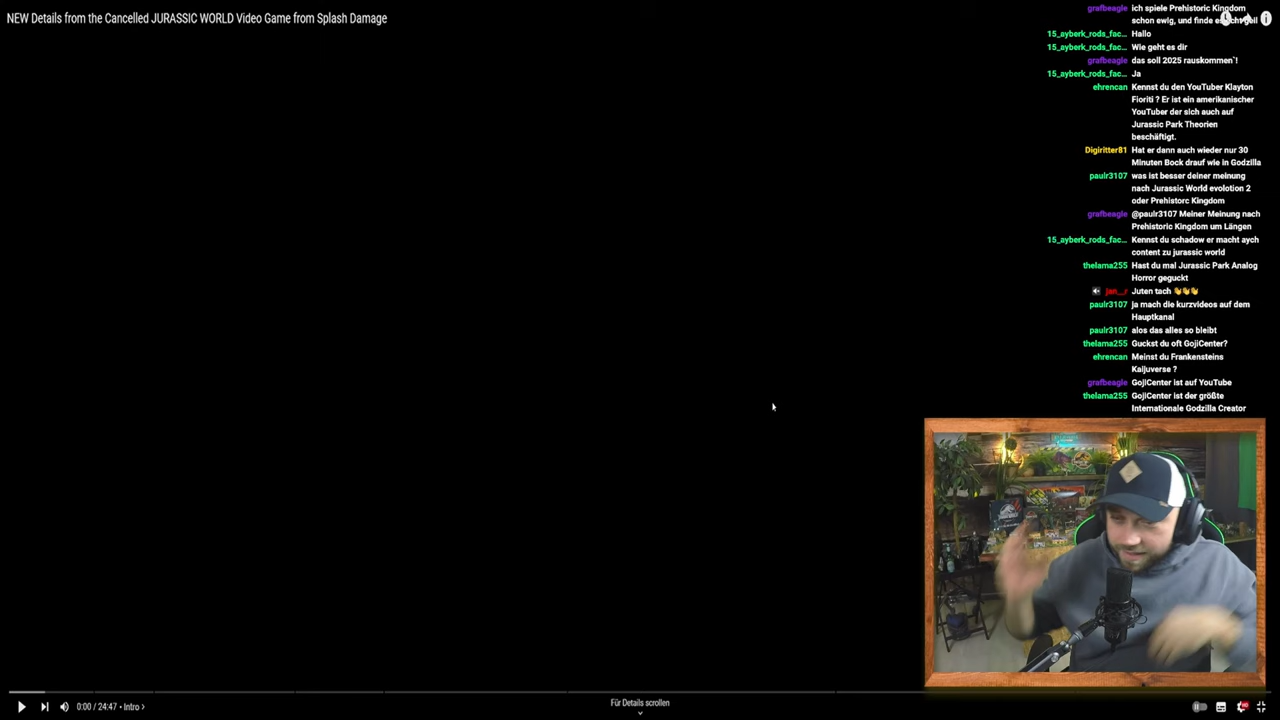 NEW Details from the Cancelled JURASSIC WORLD Video Game from Splash Damage
grafbeagle ich spiele Prehistoric Kingdom
schon ewig, und finde es
15_ayberk_rods_fac... Hallo
15_ayberk_rods_fac... Wie geht es dir
grafbeagle das soll 2025 rauskommen`!
15_ayberk_rods_fac... Ja
ehrencan Kennst du den YouTuber Klayton
Fioriti ? Er ist ein amerikanischer
YouTuber der sich auch auf
Jurassic Park Theorien
beschäftigt.
Digiritter81 Hat er dann auch wieder nur 30
Minuten Bock drauf wie in Godzilla
paulr3107 was ist besser deiner meinung
nach Jurassic World evolotion 2
oder Prehistorc Kingdom
grafbeagle @paulr3107 Meiner Meinung nach
Prehistoric Kingdom um Längen
15_ayberk_rods_fac... Kennst du schadow er macht aych
content zu jurassic world
thelama255 Hast du mal Jurassic Park Analog
Horror geguckt
jan__r Juten tach 👋👋👋
paulr3107 ja mach die kurzvideos auf dem
Hauptkanal
paulr3107 alos das alles so bleibt
thelama255 Guckst du oft GojiCenter?
ehrencan Meinst du Frankensteins
Kaijuverse ?
grafbeagle GojiCenter ist auf YouTube
thelama255 GojiCenter ist der größte
Internationale Godzilla Creator
0:00 / 24:47 • Intro ›
Für Details scrollen